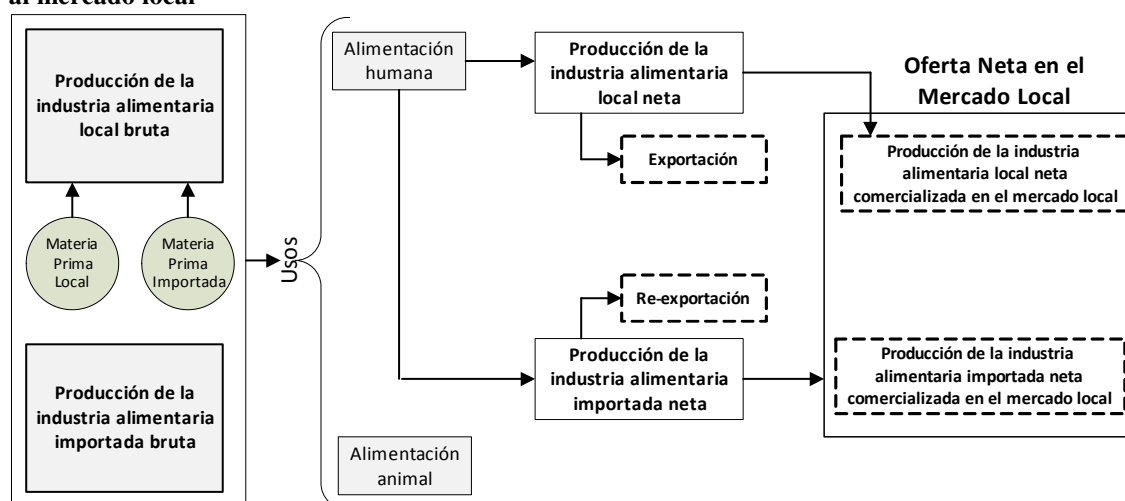 al mercado local
Producción de la
industria alimentaria
local bruta
Materia
Prima
Local
Materia
Prima
Importada
Producción de la
industria alimentaria
importada bruta
Usos
Alimentación
humana
Alimentación
animal
Producción de la
industria alimentaria
local neta
Exportación
Re-exportación
Producción de la
industria alimentaria
importada neta
Oferta Neta en el
Mercado Local
Producción de la industria
alimentaria local neta
comercializada en el mercado local
Producción de la industria
alimentaria importada neta
comercializada en el mercado local